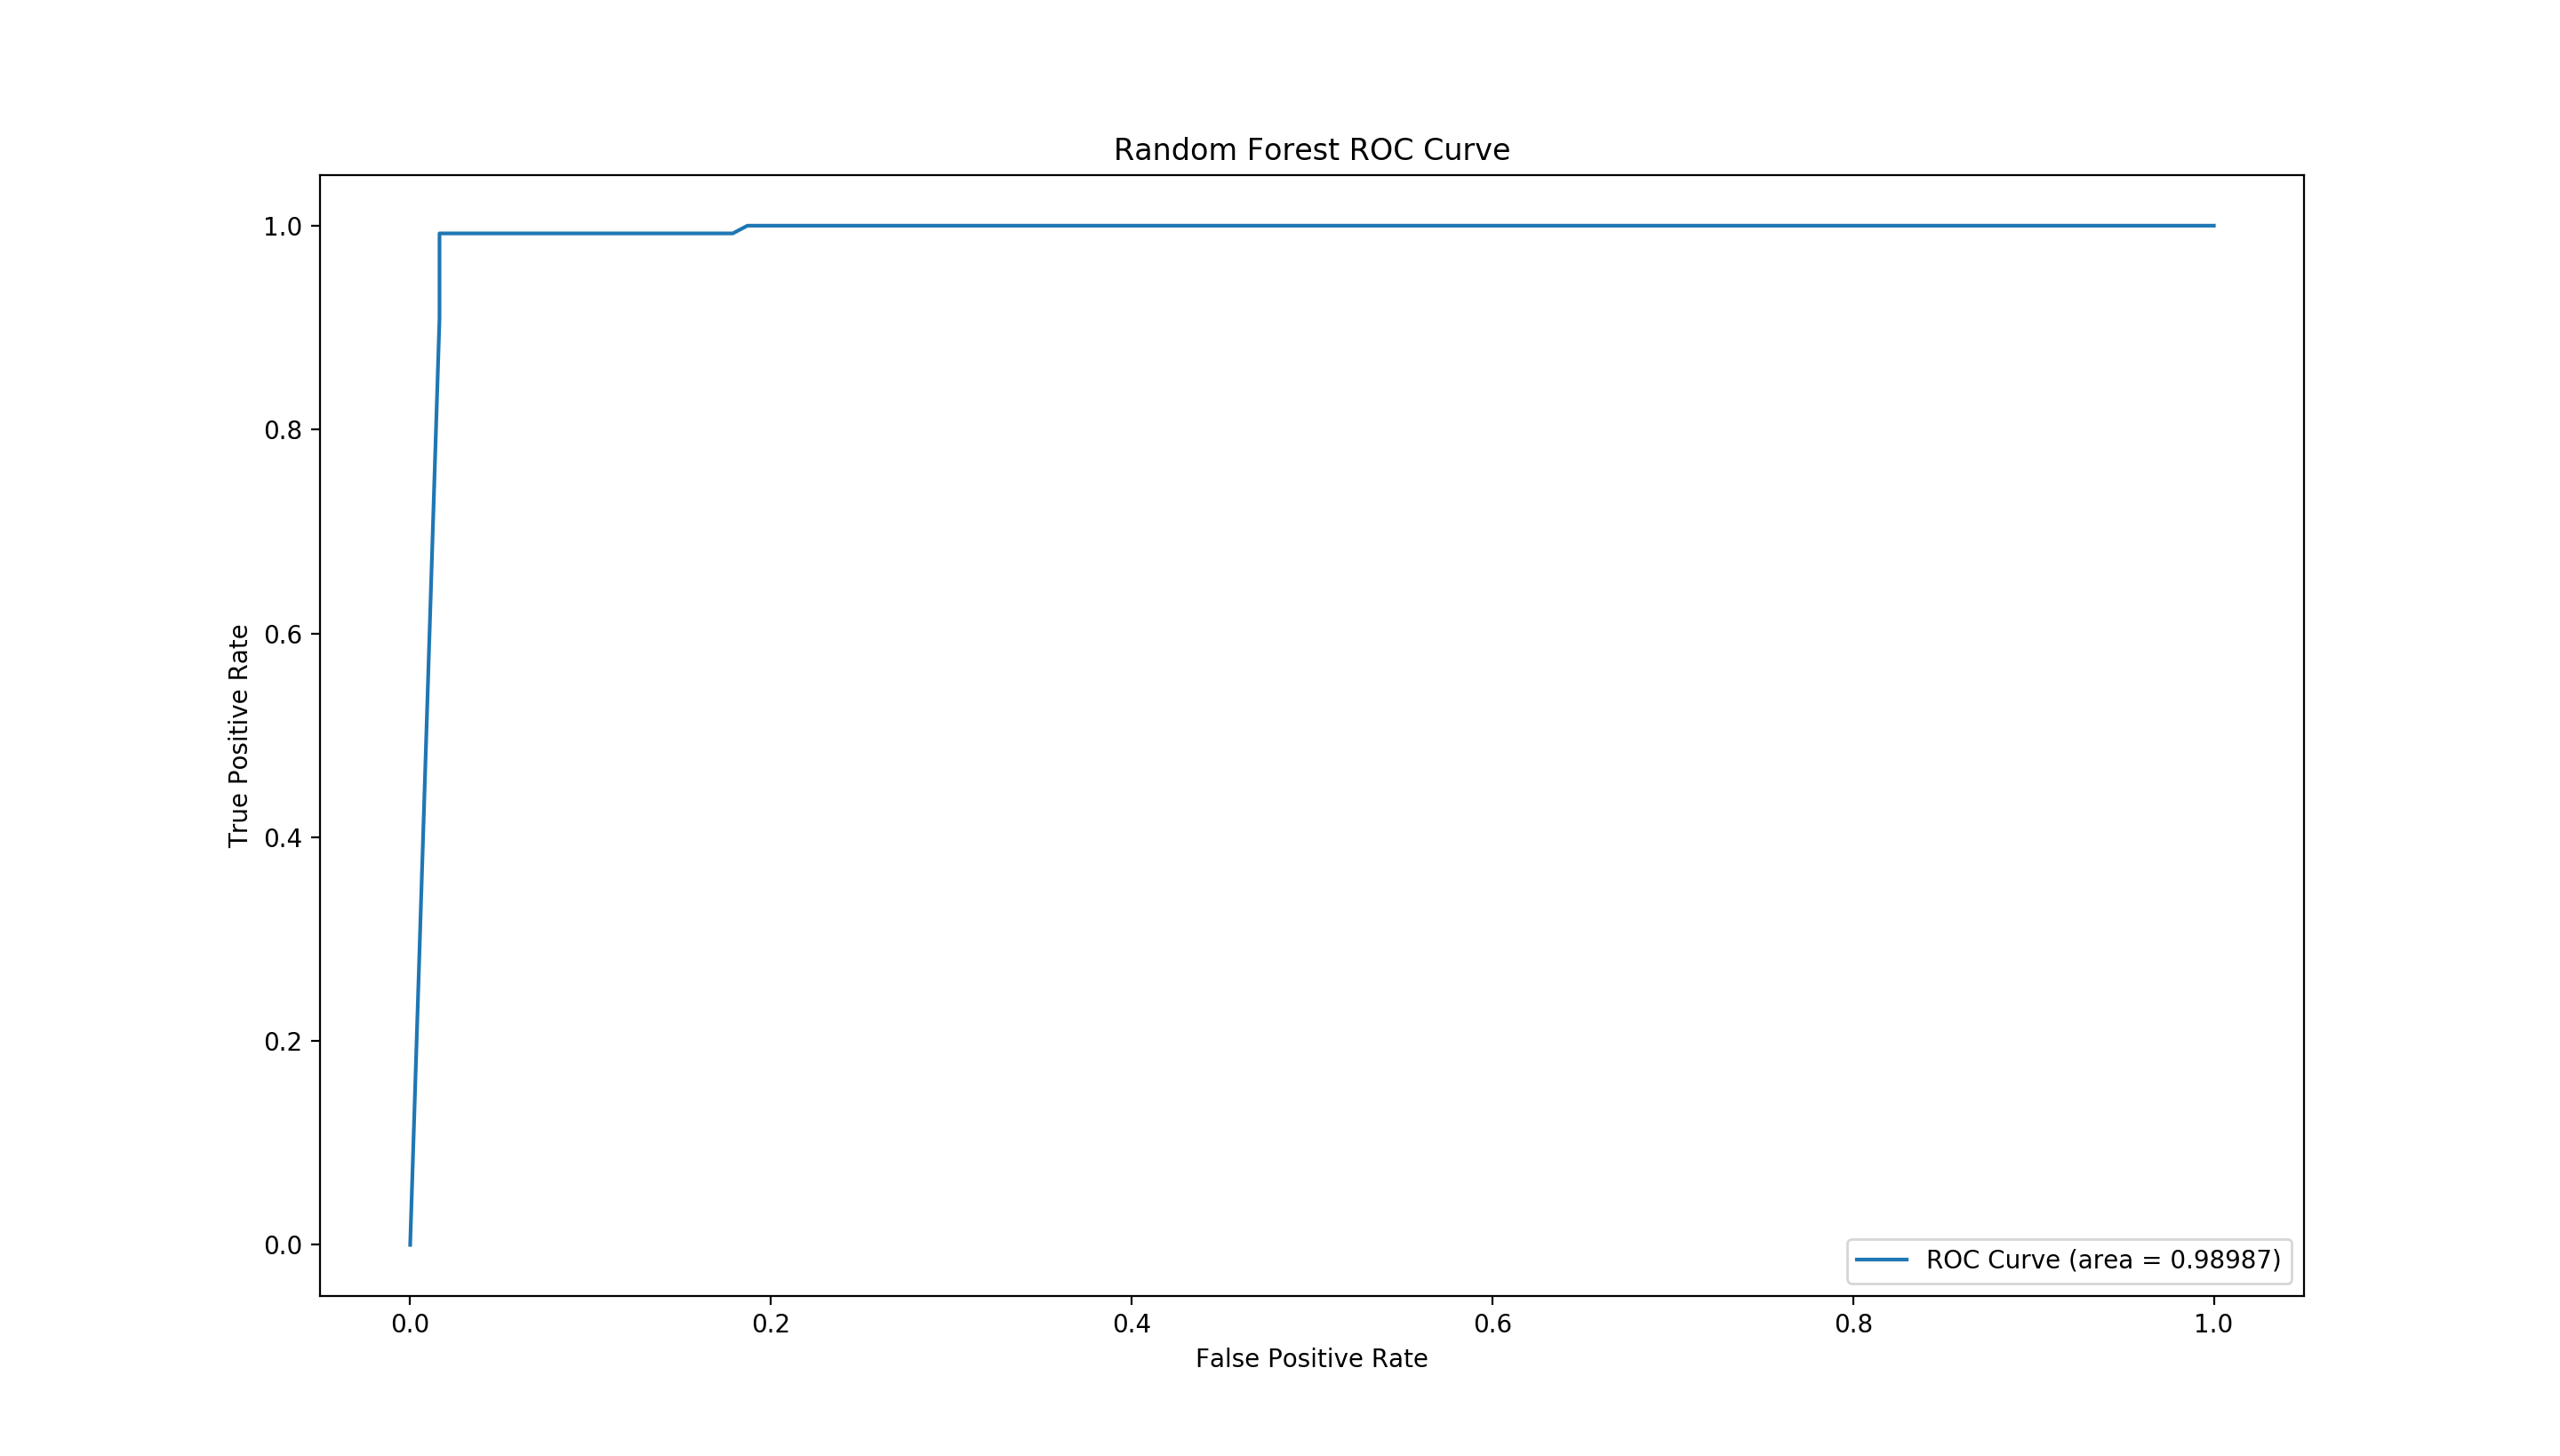 Random Forest ROC Curve
1.0
0.8
0.6
0.4
0.2
0.0
True Positive Rate
ROC Curve (area = 0.98987)
0.0 0.2 0.4 0.6 0.8 1.0
False Positive Rate